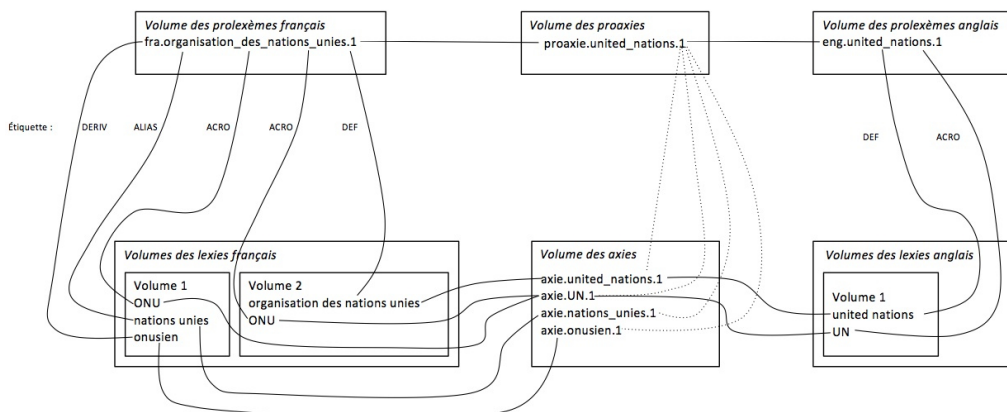 Volume des prolexèmes français
fra.organisation_des_nations_unies.1
Volume des proaxies
proaxie.united_nations.1
Volume des prolexèmes anglais
eng.united_nations.1
Étiquette :
DERIV
ALIAS
ACRO
ACRO
DEF
DEF
ACRO
Volumes des lexies français
Volume 1
ONU
nations unies
onusien
Volume 2
organisation des nations unies
ONU
Volume des axies
axie.united_nations.1
axie.UN.1
axie.nations_unies.1
axie.onusien.1
Volumes des lexies anglais
Volume 1
united nations
UN